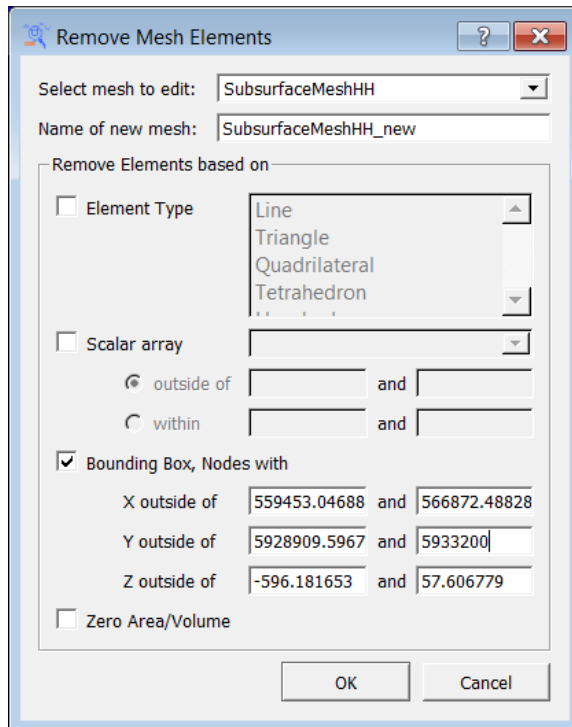 Remove Mesh Elements
Select mesh to edit: SubsurfaceMeshHH
Name of new mesh: SubsurfaceMeshHH_new
Remove Elements based on
Element Type
Line
Triangle
Quadrilateral
Tetrahedron
Scalar array
outside of and
within and
Bounding Box, Nodes with
X outside of 559453.04688 and 566872.48828
Y outside of 5928909.5967 and 5933200
Z outside of -596.181653 and 57.606779
Zero Area/Volume
OK Cancel